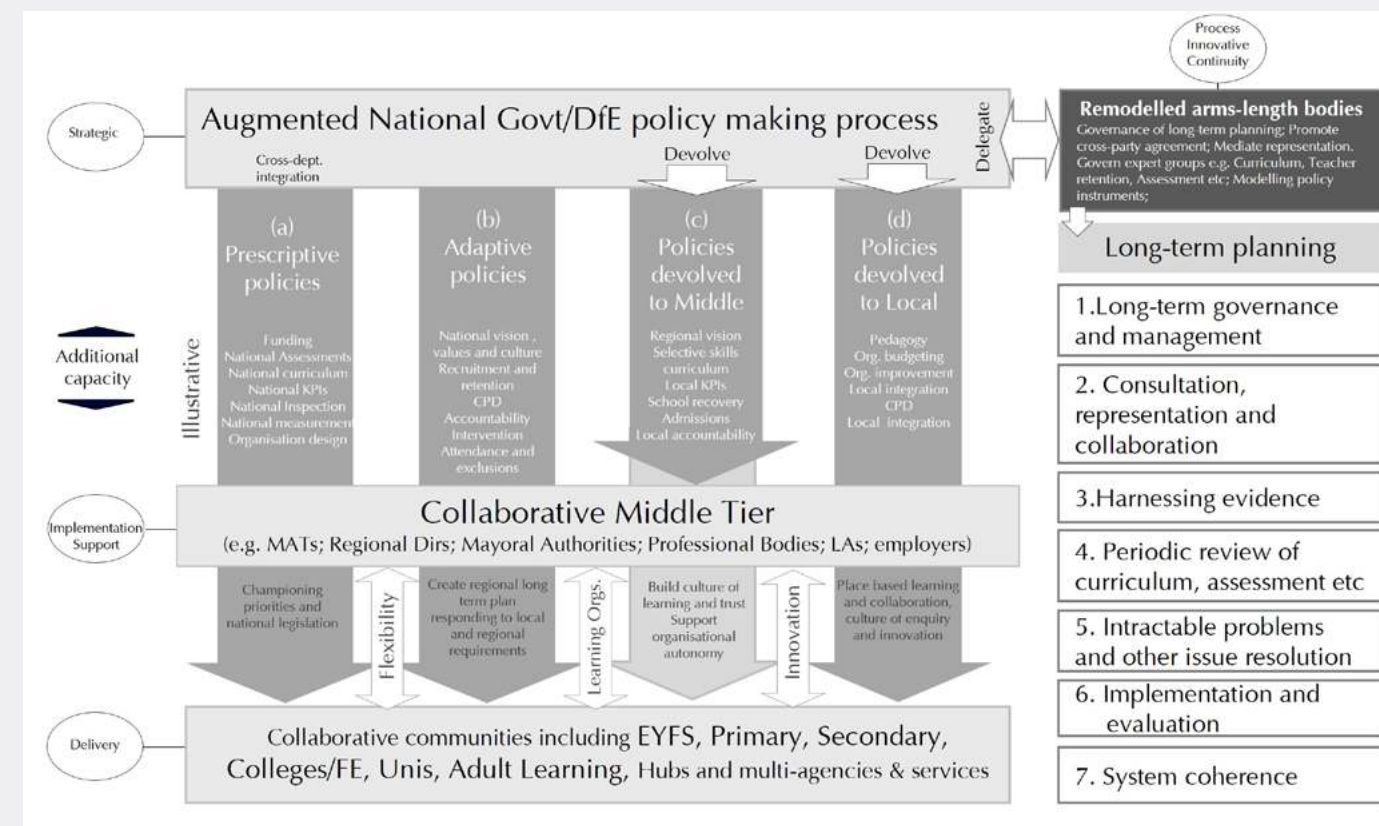 Process
Innovative
Continuity
Strategic
Augmented National Govt/DfE policy making process
Cross-dept.
integration
Devolve
Devolve
Delegate
Remodelled arms-length bodies
Governance of long-term planning; Promote
cross-party agreement; Mediate representation.
Govern expert groups e.g. Curriculum, Teacher
retention, Assessment etc; Modelling policy
instruments;
(a)
Prescriptive
policies
Funding
National Assessments
National curriculum
National KPIs
National Inspection
National measurement
Organisation design
(b)
Adaptive
policies
National vision ,
values and culture
Recruitment and
retention
CPD
Accountability
Intervention
Attendance and
exclusions
(c)
Policies
devolved
to Middle
Regional vision
Selective skills
curriculum
Local KPIs
School recovery
Admissions
Local accountability
(d)
Policies
devolved
to Local
Pedagogy
Org. budgeting
Org. improvement
Local integration
CPD
Local integration
Additional
capacity
Illustrative
Implementation
Support
Collaborative Middle Tier
(e.g. MATs; Regional Dirs; Mayoral Authorities; Professional Bodies; LAs; employers)
Championing
priorities and
national legislation
Flexibility
Create regional long
term plan
responding to local
and regional
requirements
Learning Orgs.
Build culture of
learning and trust
Support
organisational
autonomy
Innovation
Place based learning
and collaboration,
culture of enquiry
and innovation
Delivery
Collaborative communities including EYFS, Primary, Secondary,
Colleges/FE, Unis, Adult Learning, Hubs and multi-agencies & services
Long-term planning
1.Long-term governance
and management
2. Consultation,
representation and
collaboration
3.Harnessing evidence
4. Periodic review of
curriculum, assessment etc
5. Intractable problems
and other issue resolution
6. Implementation and
evaluation
7. System coherence